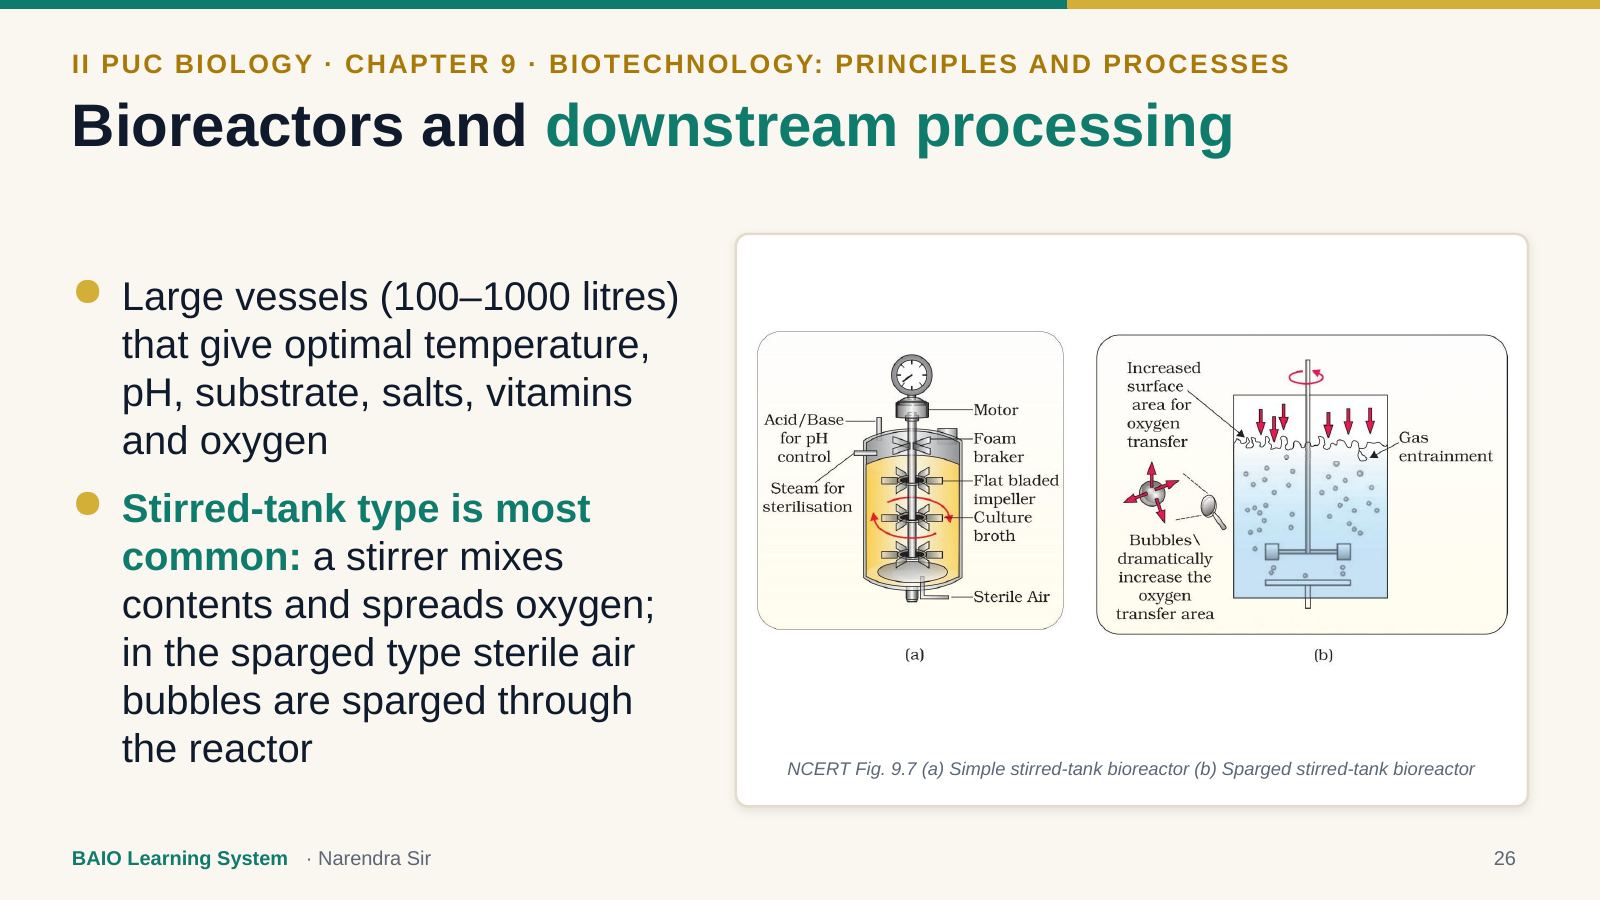 II PUC BIOLOGY · CHAPTER 9 · BIOTECHNOLOGY: PRINCIPLES AND PROCESSES
Bioreactors and downstream processing
Large vessels (100–1000 litres)
that give optimal temperature,
pH, substrate, salts, vitamins
and oxygen
Stirred-tank type is most
common: a stirrer mixes
contents and spreads oxygen;
in the sparged type sterile air
bubbles are sparged through
the reactor
Acid/Base
for pH
control
Steam for
sterilisation
Motor
Foam
braker
Flat bladed
impeller
Culture
broth
Sterile Air
(a)
Increased
surface
area for
oxygen
transfer
Gas
entrainment
Bubbles\
dramatically
increase the
oxygen
transfer area
(b)
NCERT Fig. 9.7 (a) Simple stirred-tank bioreactor (b) Sparged stirred-tank bioreactor
BAIO Learning System · Narendra Sir
26